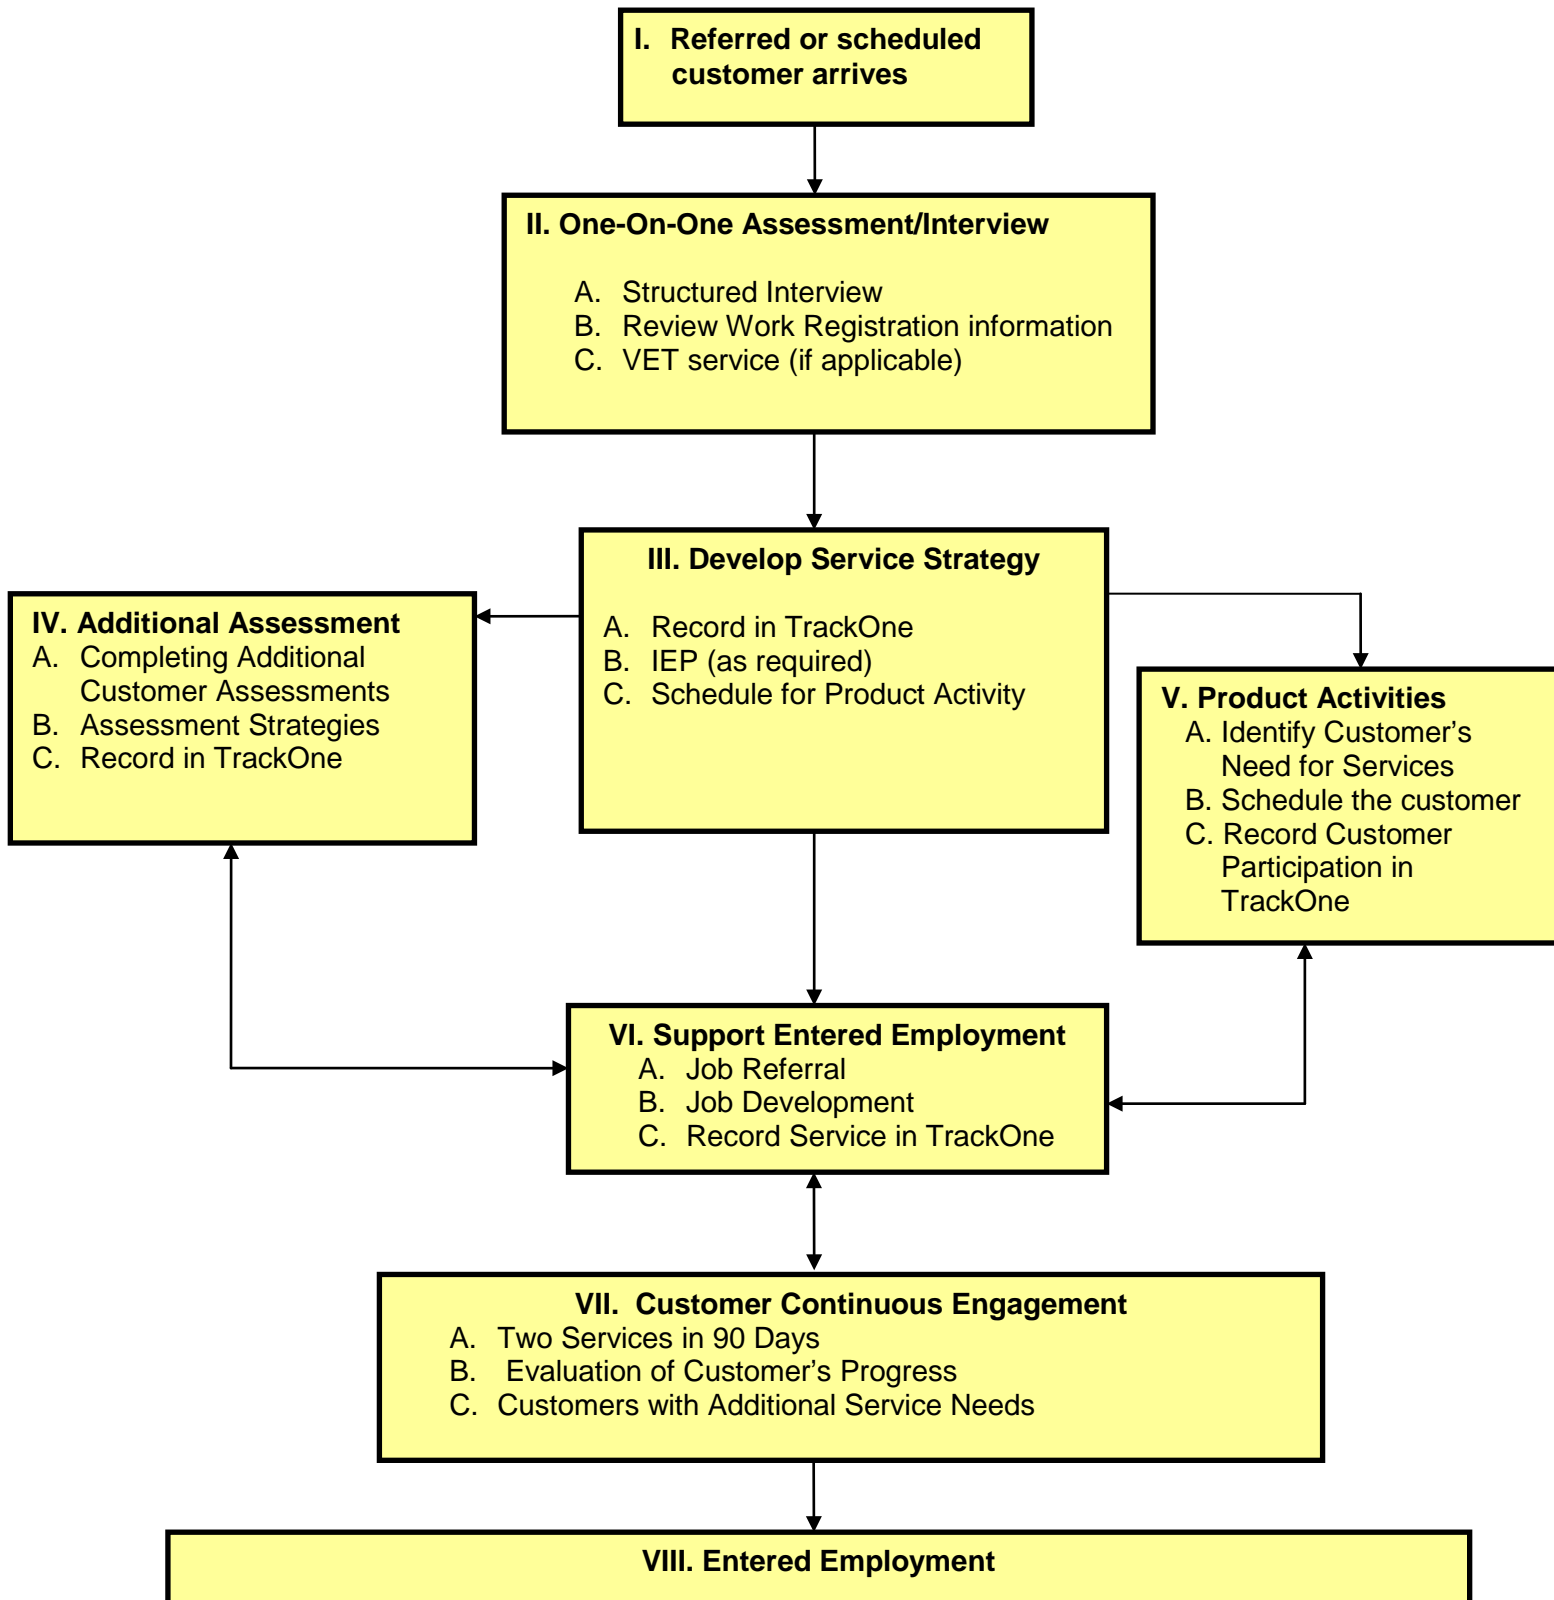 I. Referred or scheduled
customer arrives
II. One-On-One Assessment/Interview
A. Structured Interview
B. Review Work Registration information
C. VET service (if applicable)
III. Develop Service Strategy
A. Record in TrackOne
B. IEP (as required)
C. Schedule for Product Activity
IV. Additional Assessment
A. Completing Additional
Customer Assessments
B. Assessment Strategies
C. Record in TrackOne
V. Product Activities
A. Identify Customer’s
Need for Services
B. Schedule the customer
C. Record Customer
Participation in
TrackOne
VI. Support Entered Employment
A. Job Referral
B. Job Development
C. Record Service in TrackOne
VII. Customer Continuous Engagement
A. Two Services in 90 Days
B. Evaluation of Customer’s Progress
C. Customers with Additional Service Needs
VIII. Entered Employment